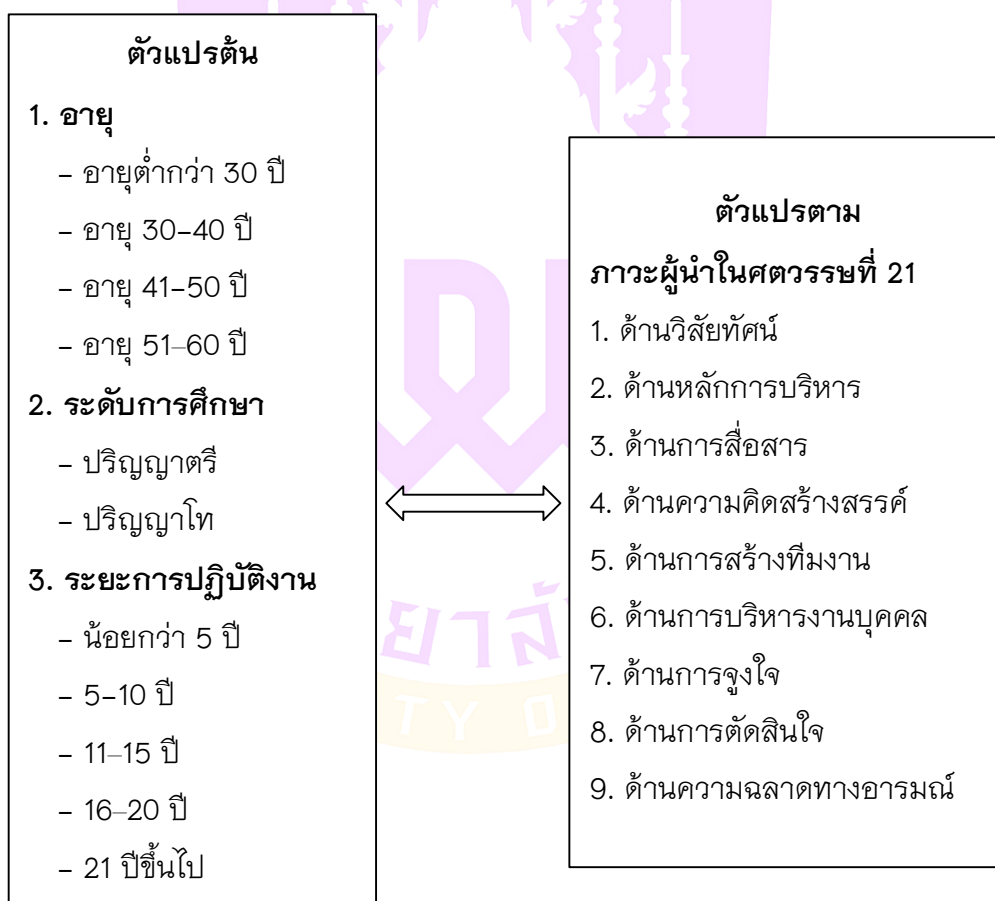 ตัวแปรต้น
1. อายุ
- อายุต่ำกว่า 30 ปี
- อายุ 30-40 ปี
- อายุ 41-50 ปี
- อายุ 51–60 ปี
2. ระดับการศึกษา
- ปริญญาตรี
- ปริญญาโท
3. ระยะการปฏิบัติงาน
- น้อยกว่า 5 ปี
- 5-10 ปี
- 11–15 ปี
- 16–20 ปี
- 21 ปีขึ้นไป
ตัวแปรตาม
ภาวะผู้นำในศตวรรษที่ 21
1. ด้านวิสัยทัศน์
2. ด้านหลักการบริหาร
3. ด้านการสื่อสาร
4. ด้านความคิดสร้างสรรค์
5. ด้านการสร้างทีมงาน
6. ด้านการบริหารงานบุคคล
7. ด้านการจูงใจ
8. ด้านการตัดสินใจ
9. ด้านความฉลาดทางอารมณ์